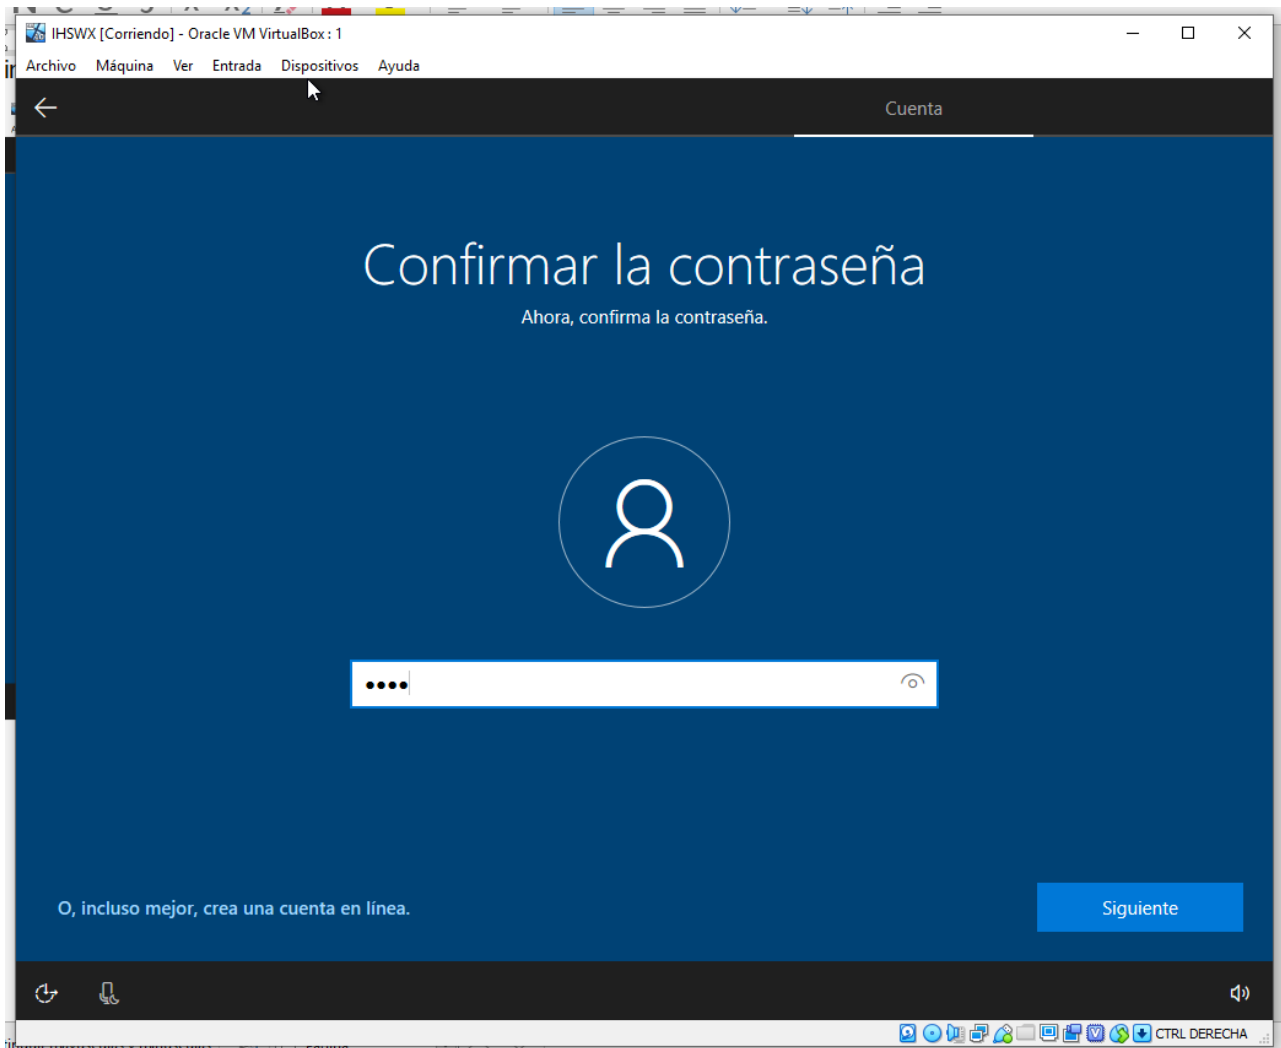 IHSWX [Corriendo] - Oracle VM VirtualBox : 1
Archivo Máquina Ver Entrada Dispositivos Ayuda
Cuenta
Confirmar la contraseña
Ahora, confirma la contraseña.
O, incluso mejor, crea una cuenta en línea.
Siguiente
CTRL DERECHA